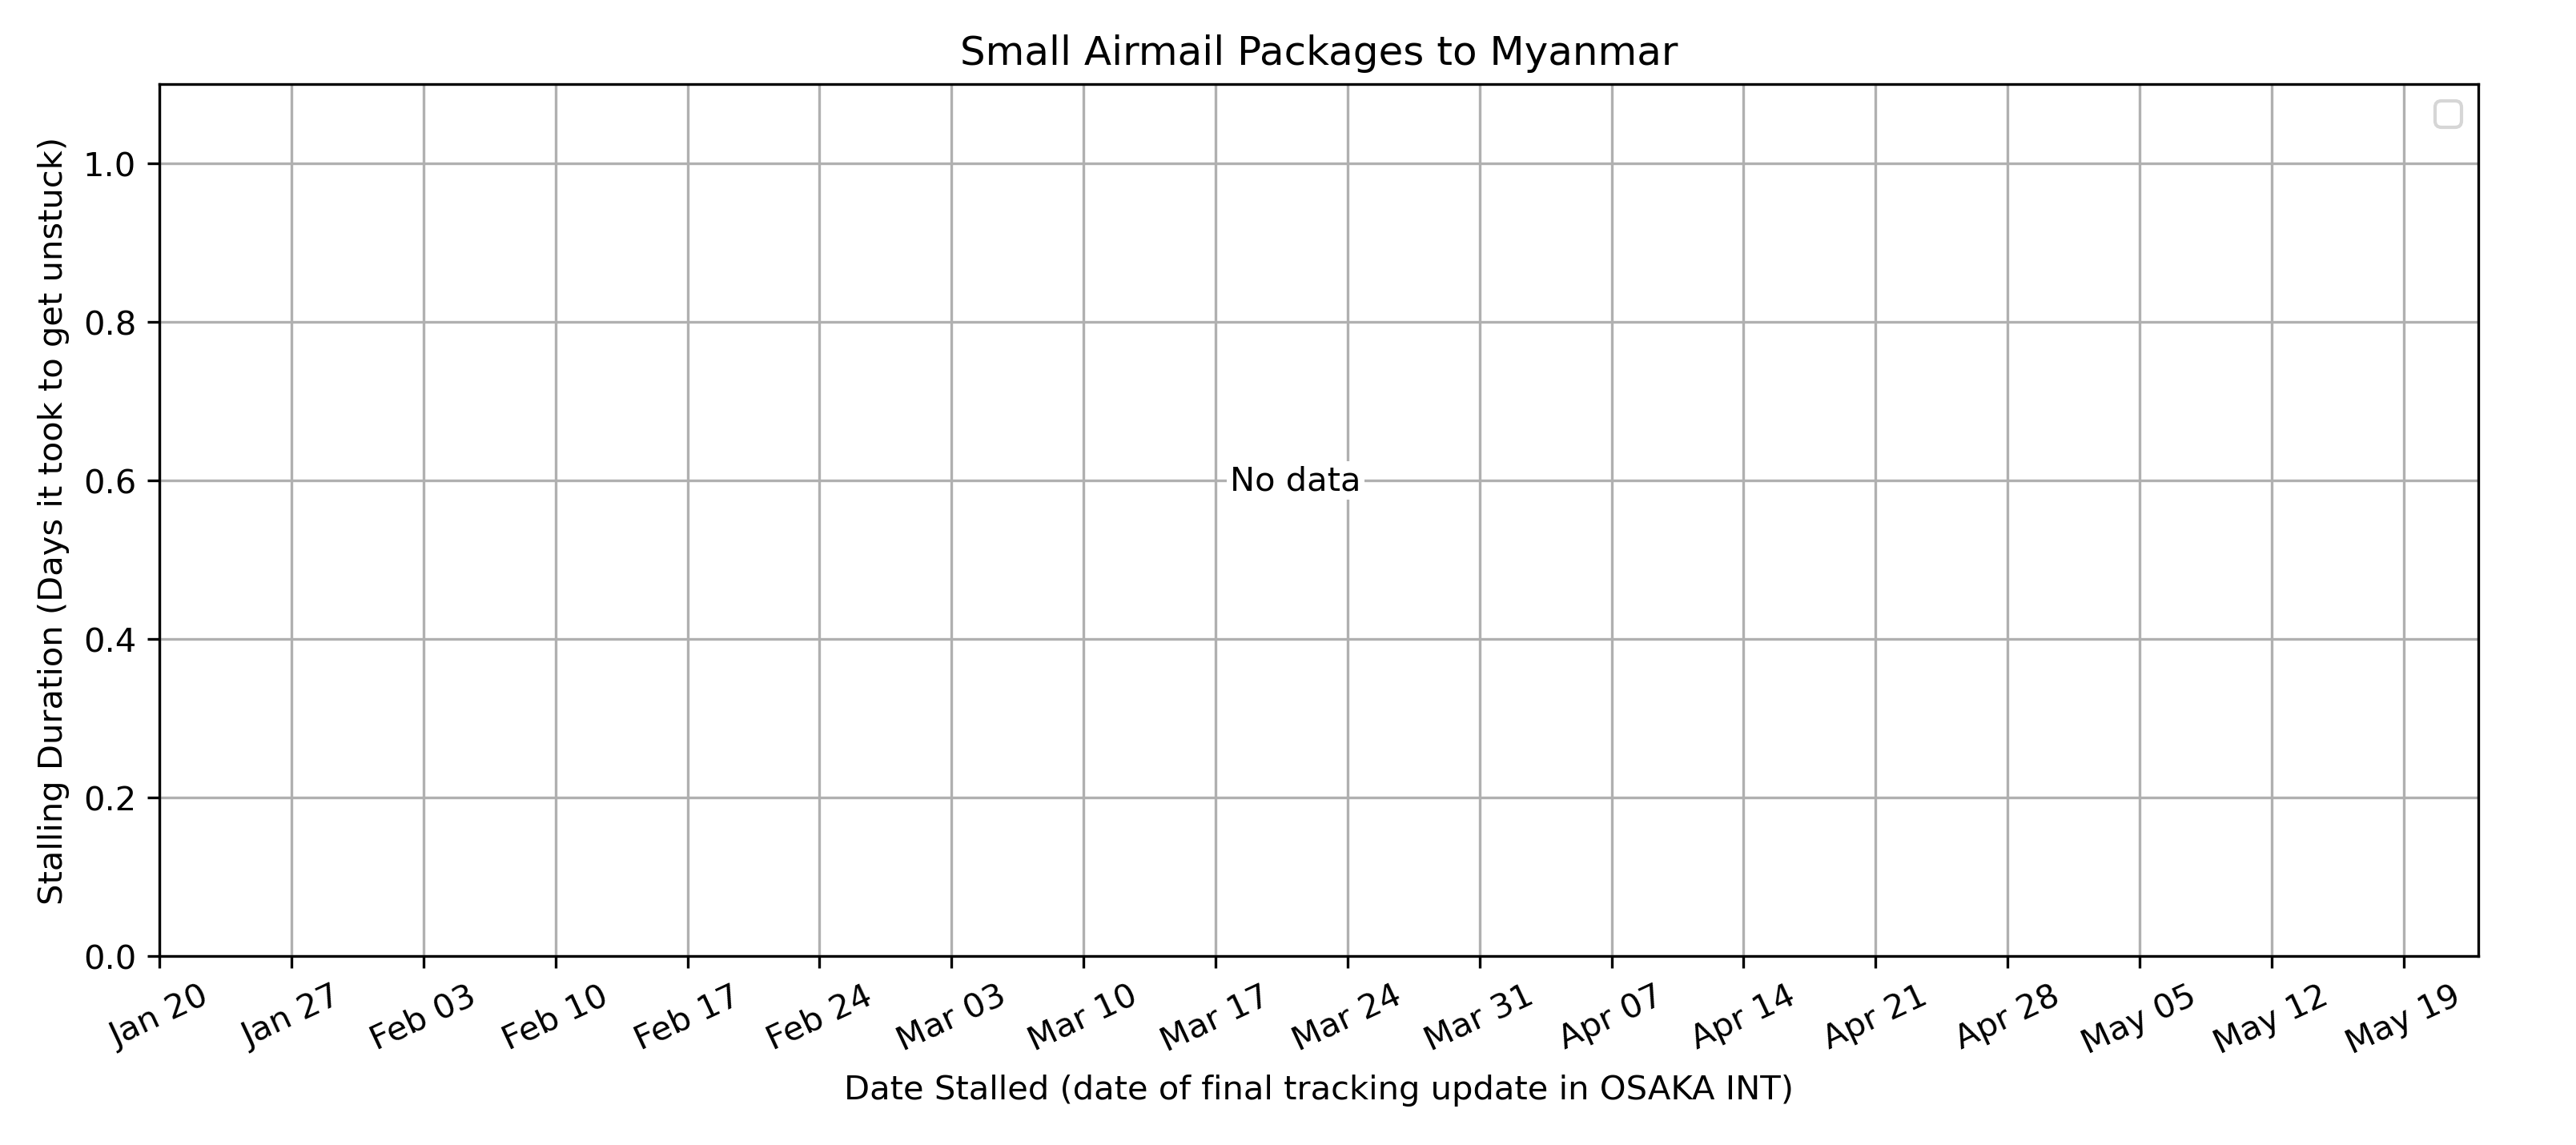 Small Airmail Packages to Myanmar
Stalling Duration (Days it took to get unstuck)
1.0
0.8
0.6
0.4
0.2
0.0
No data
Jan 20
Jan 27
Feb 03
Feb 10
Feb 17
Feb 24
Mar 03
Mar 10
Mar 17
Mar 24
Mar 31
Apr 07
Apr 14
Apr 21
Apr 28
May 05
May 12
May 19
Date Stalled (date of final tracking update in OSAKA INT)